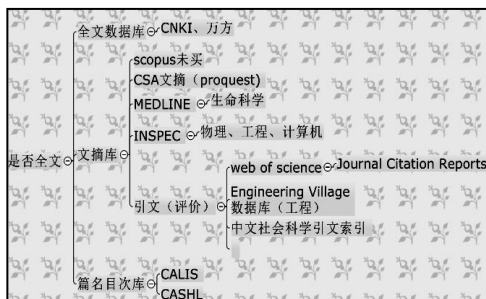 全文数据库
CNKI、万方
scopus未买
CSA文摘（proquest)
MEDLINE
生命科学
INSPEC
物理、工程、计算机
是否全文
文摘库
web of science
Journal Citation Reports
引文（评价）
Engineering Village
数据库（工程）
中文社会科学引文索引
篇名目次库
CALIS
CASHL